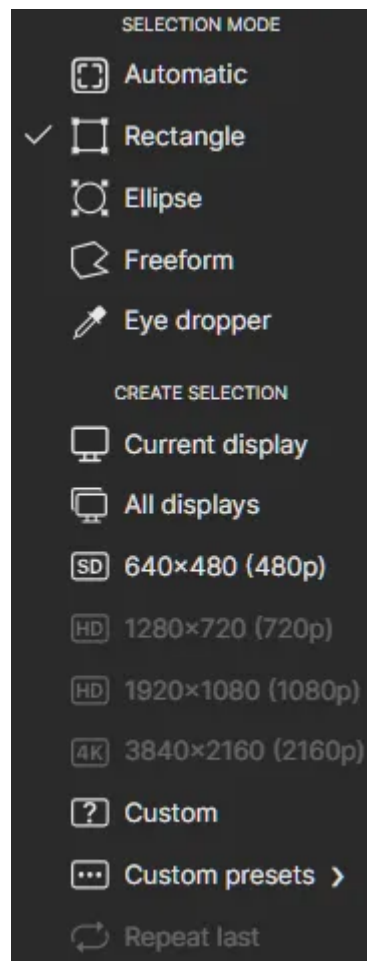 SELECTION MODE
Automatic
Rectangle
Ellipse
Freeform
Eye dropper
CREATE SELECTION
Current display
All displays
SD 640×480 (480p)
HD 1280×720 (720p)
HD 1920×1080 (1080p)
4K 3840×2160 (2160p)
? Custom
Custom presets
Repeat last